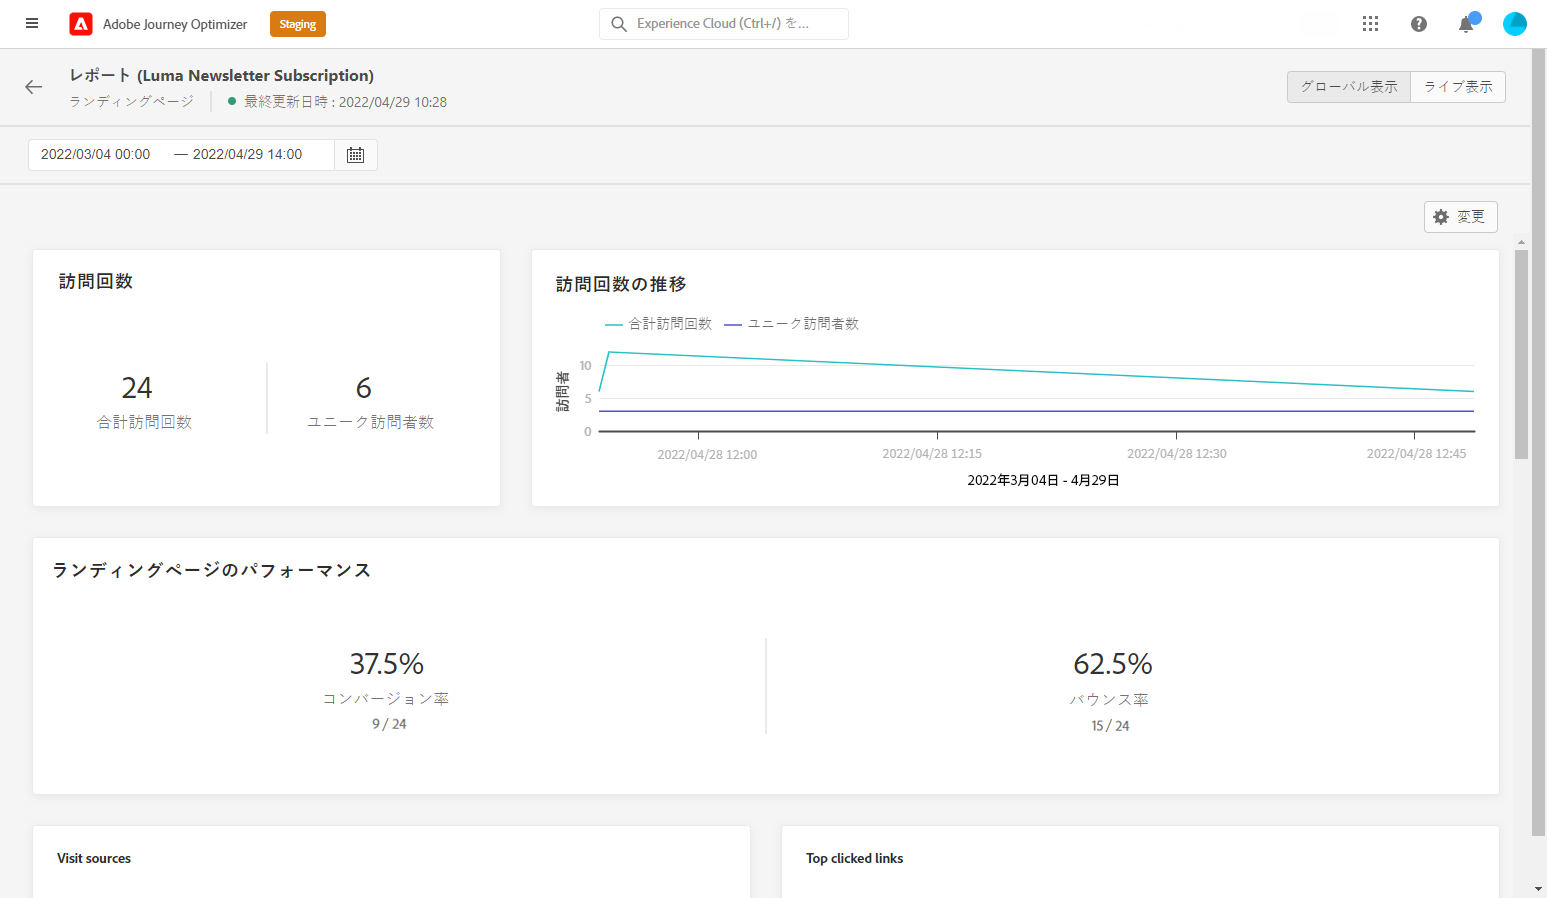 Adobe Journey Optimizer
Staging
Experience Cloud (Ctrl+/) を...
レポート (Luma Newsletter Subscription)
ランディングページ
最終更新日時 : 2022/04/29 10:28
グローバル表示
ライブ表示
2022/03/04 00:00 — 2022/04/29 14:00
変更
訪問回数
24
合計訪問回数
6
ユニーク訪問者数
訪問回数の推移
合計訪問回数
ユニーク訪問者数
訪問者
10
5
0
2022/04/28 12:00
2022/04/28 12:15
2022/04/28 12:30
2022/04/28 12:45
2022年3月04日 - 4月29日
ランディングページのパフォーマンス
37.5%
コンバージョン率
9 / 24
62.5%
バウンス率
15 / 24
Visit sources
Top clicked links